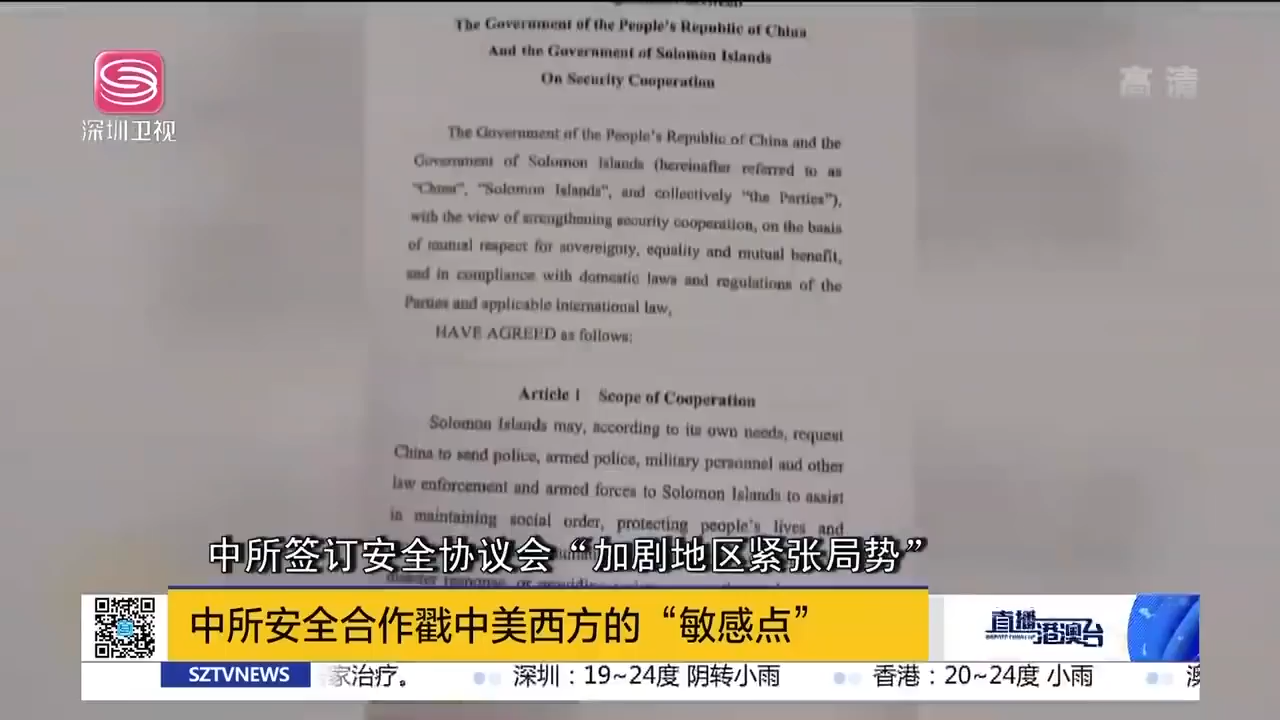 The Government of the People's Republic of China
And the Government of Solomon Islands
On Security Cooperation
深圳卫视
高清
The Government of the People's Republic of China and the
Government of Solomon Islands (hereinafter referred to as
"China", "Solomon Islands", and collectively "the Parties"),
with the view of strengthening security cooperation, on the basis
of mutual respect for sovereignty, equality and mutual benefit,
and in compliance with domestic laws and regulations of the
Parties and applicable international law,
HAVE AGREED as follows:
Article 1 Scope of Cooperation
Solomon Islands may, according to its own needs, request
China to send police, armed police, military personnel and other
law enforcement and armed forces to Solomon Islands to assist
in maintaining social order, protecting people's lives and
中所签订安全协议会“加剧地区紧张局势”
中所安全合作戳中美西方的“敏感点”
直播港澳台
SZTVNEWS
家治疗。 深圳：19~24度 阴转小雨 香港：20~24度 小雨